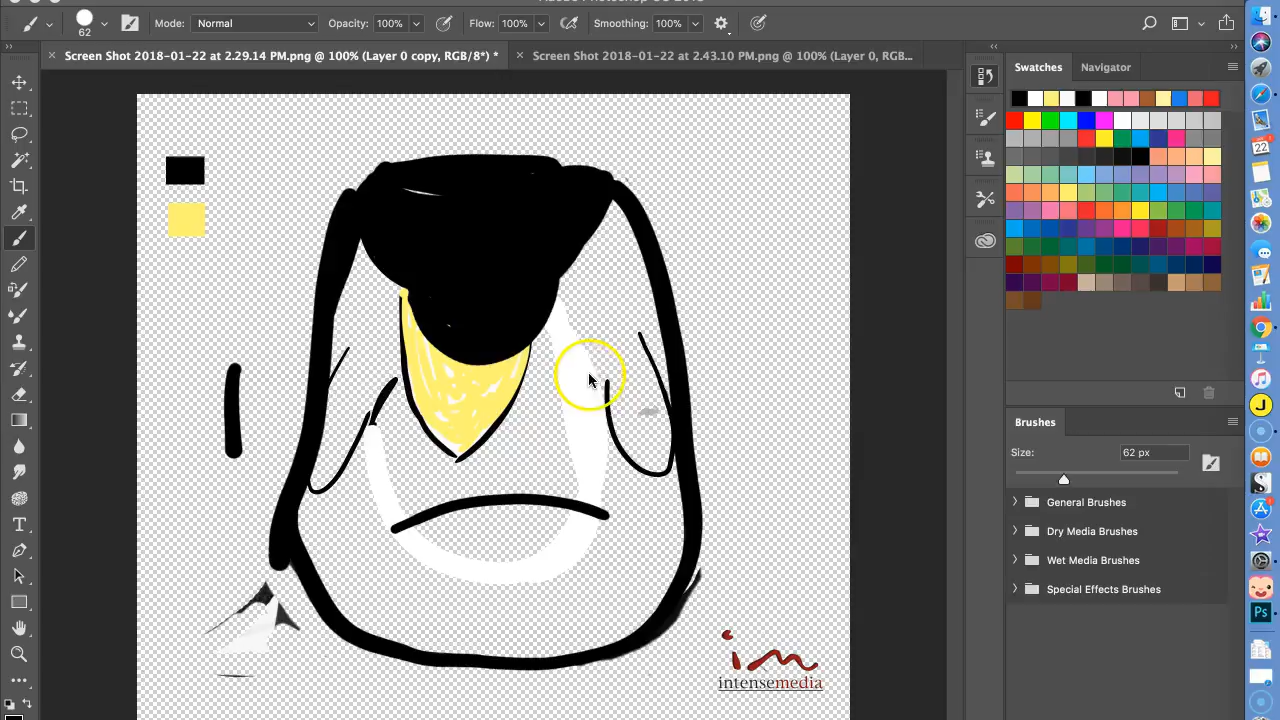 62 Mode: Normal Opacity: 100% Flow: 100% Smoothing: 100%
Screen Shot 2018-01-22 at 2.29.14 PM.png @ 100% (Layer 0 copy, RGB/8*) * Screen Shot 2018-01-22 at 2.43.10 PM.png @ 100% (Layer 0, RGB...
Swatches Navigator
22
J
Brushes
Size: 62 px
General Brushes
Dry Media Brushes
Wet Media Brushes
Special Effects Brushes
Ps
T
im
intensemedia